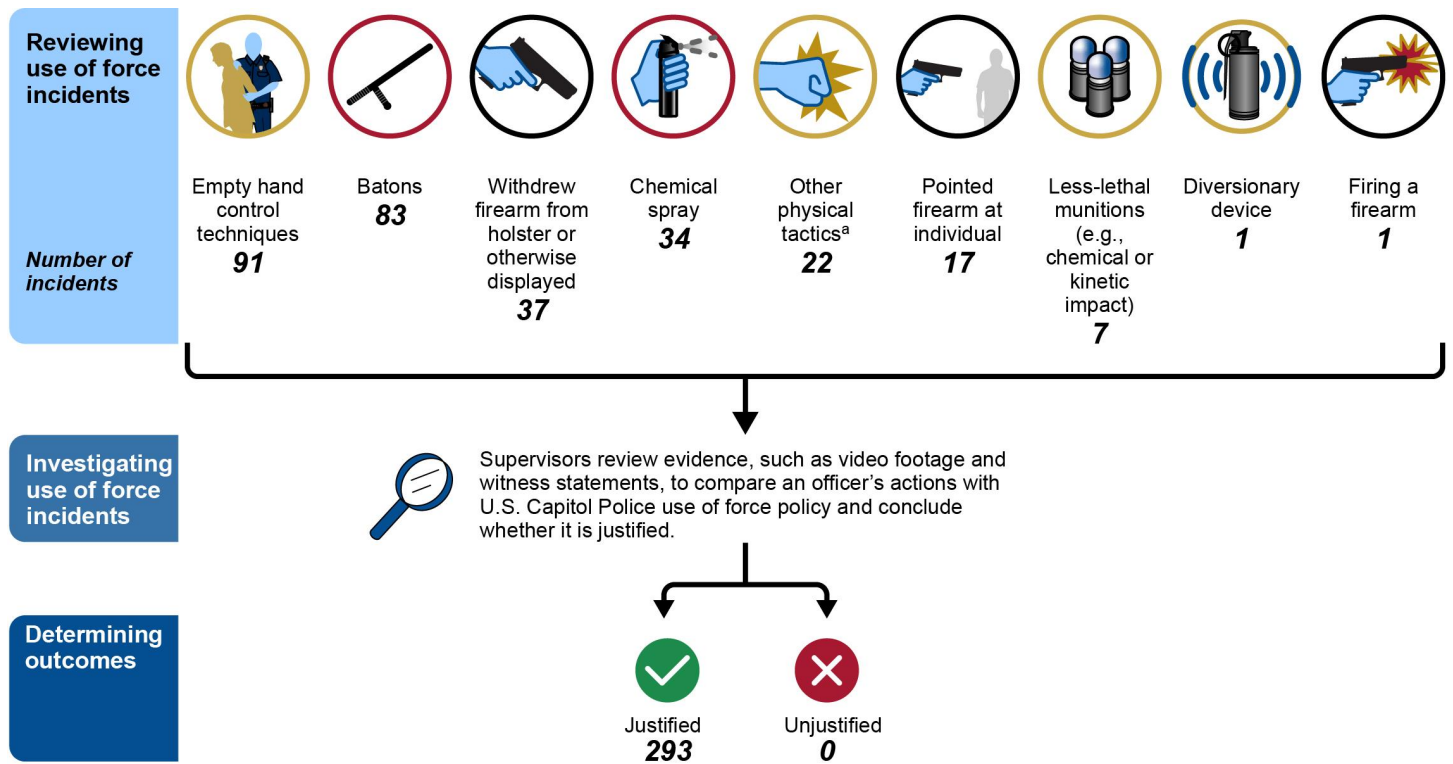 Reviewing
use of force
incidents
Number of
incidents
Empty hand
control
techniques
91
Batons
83
Withdrew
firearm from
holster or
otherwise
displayed
37
Chemical
spray
34
Other
physical
tacticsª
22
Pointed
firearm at
individual
17
Less-lethal
munitions
(e.g.,
chemical or
kinetic
impact)
7
Diversionary
device
1
Firing a
firearm
1
Investigating
use of force
incidents
Supervisors review evidence, such as video footage and
witness statements, to compare an officer’s actions with
U.S. Capitol Police use of force policy and conclude
whether it is justified.
Determining
outcomes
Justified
293
Unjustified
0